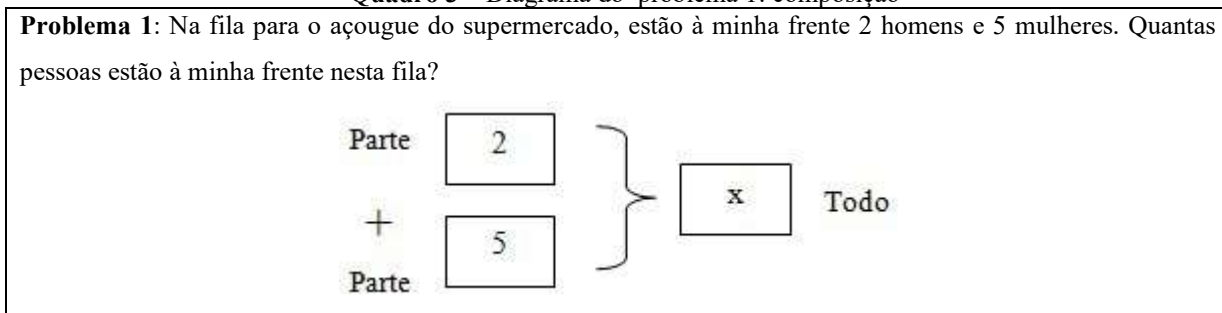 Problema 1: Na fila para o açougue do supermercado, estão à minha frente 2 homens e 5 mulheres. Quantas
pessoas estão à minha frente nesta fila?
Parte 2
+
Parte 5
x Todo